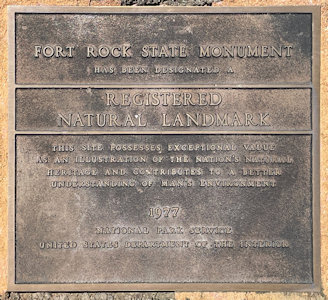 FORT ROCK STATE MONUMENT
HAS BEEN DESIGNATED A
REGISTERED
NATURAL LANDMARK
THIS SITE POSSESSES EXCEPTIONAL VALUE
AS AN ILLUSTRATION OF THE NATION'S NATURAL
HERITAGE AND CONTRIBUTES TO A BETTER
UNDERSTANDING OF MAN'S ENVIRONMENT
1977
NATIONAL PARK SERVICE
UNITED STATES DEPARTMENT OF THE INTERIOR